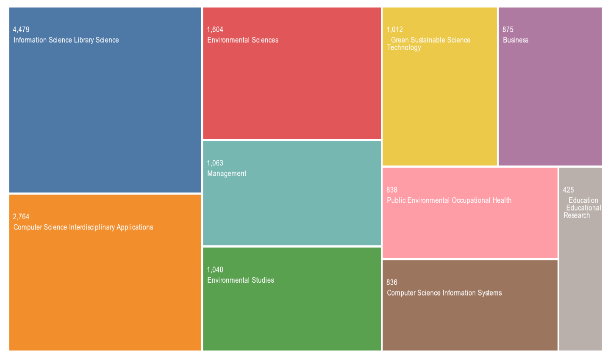 4,479
Information Science Library Science
2,764
Computer Science Interdisciplinary Applications
1,604
Environmental Sciences
1,063
Management
1,040
Environmental Studies
1,012
Green Sustainable Science
Technology
875
Business
838
Public Environmental Occupational Health
836
Computer Science Information Systems
425
Education
Educational
Research